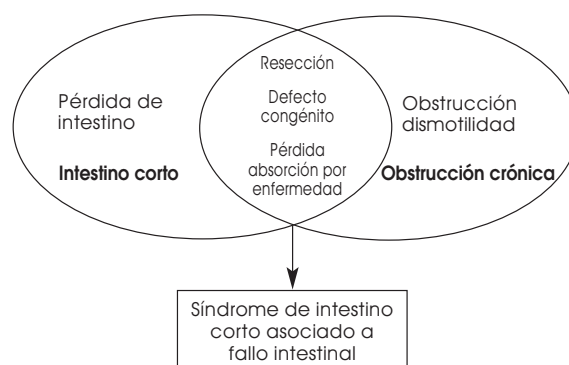 Pérdida de
intestino
Intestino corto
Resección
Defecto
congénito
Pérdida
absorción por
enfermedad
Obstrucción
dismotilidad
Obstrucción crónica
Síndrome de intestino
corto asociado a
fallo intestinal